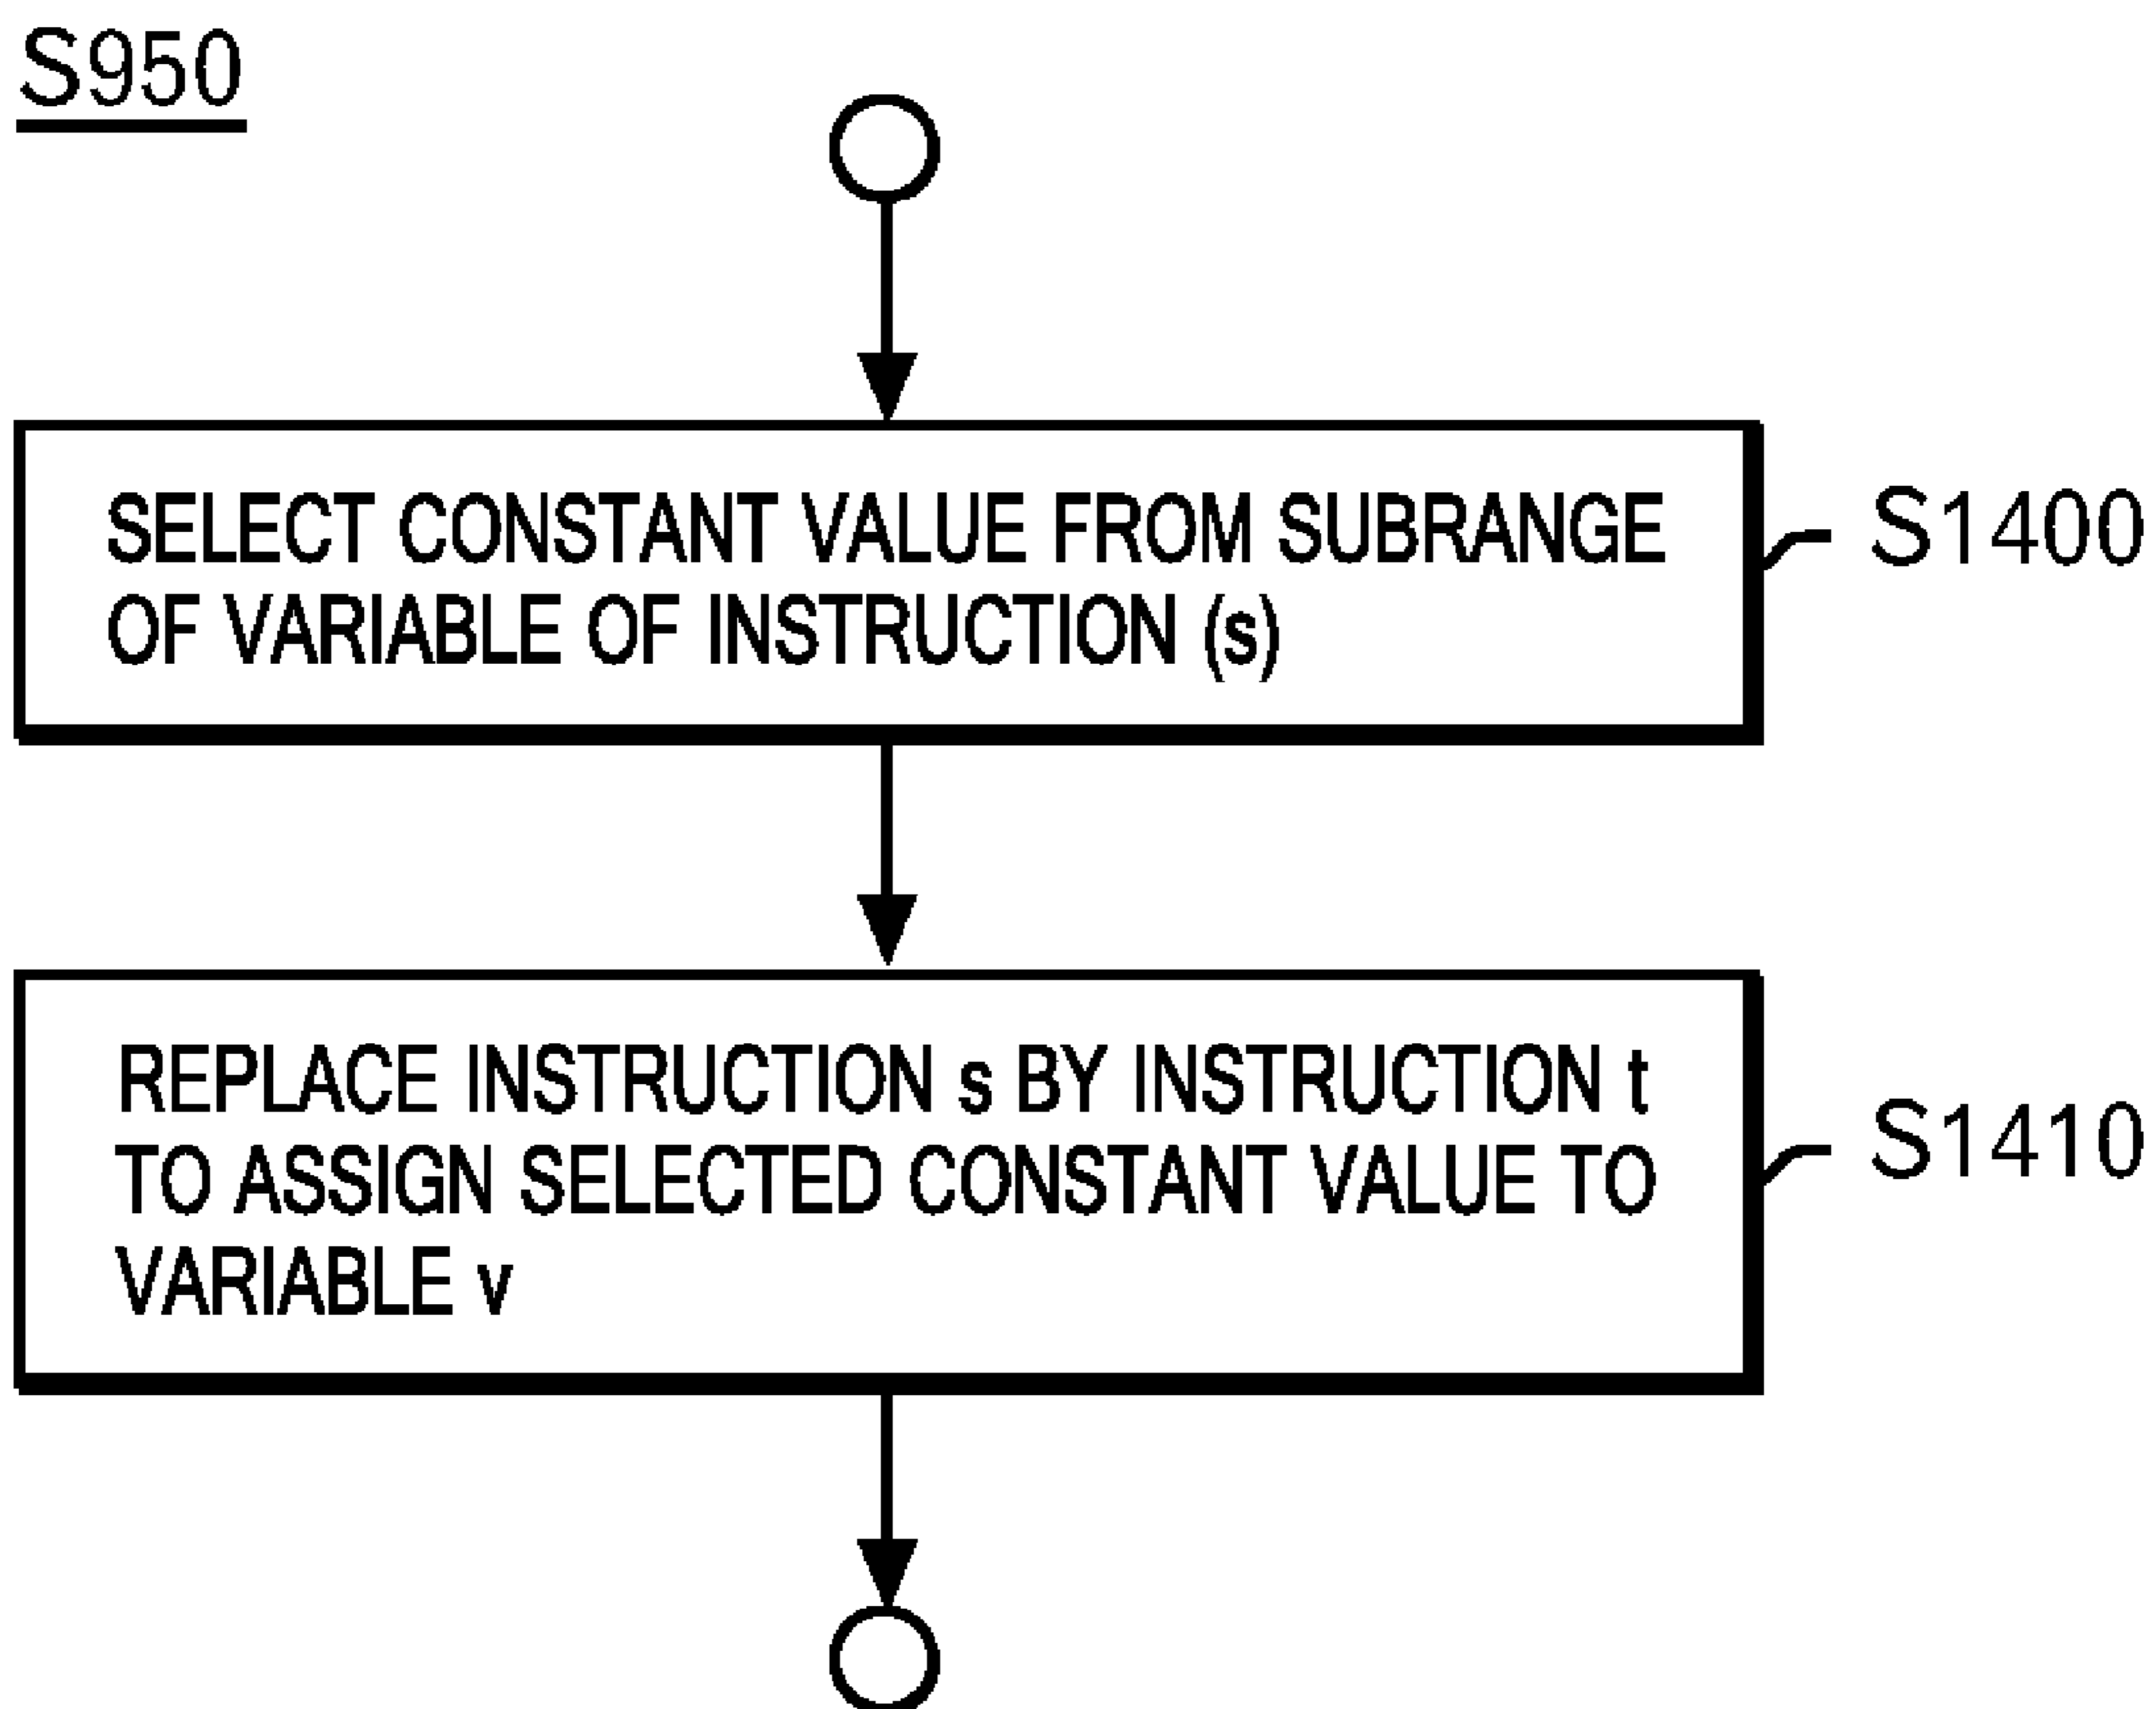 S950
SELECT CONSTANT VALUE FROM SUBRANGE
OF VARIABLE OF INSTRUCTION (s)
S1400
REPLACE INSTRUCTION s BY INSTRUCTION t
TO ASSIGN SELECTED CONSTANT VALUE TO
VARIABLE v
S1410